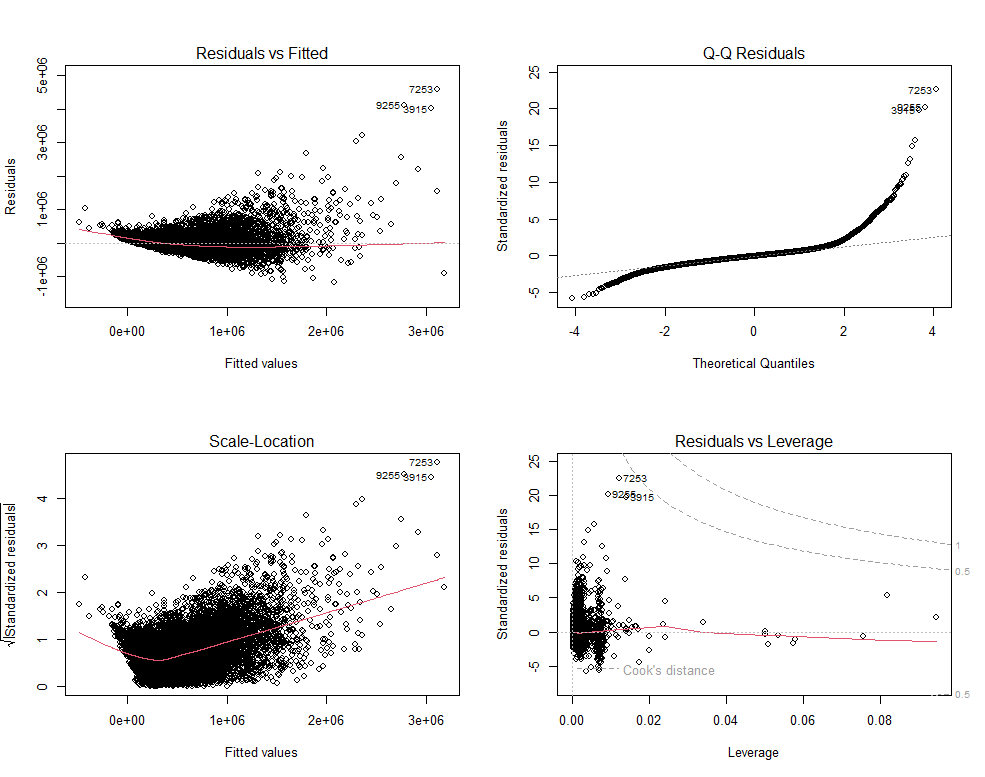 Residuals vs Fitted
Residuals
-1e+06
1e+06
3e+06
5e+06
7253
9255
3915
0e+00
1e+06
2e+06
3e+06
Fitted values
Q-Q Residuals
Standardized residuals
-5
0
5
10
15
20
25
7253
9255
3915
-4
-2
0
2
4
Theoretical Quantiles
Scale-Location
√|Standardized residuals|
0
1
2
3
4
7253
9255
3915
0e+00
1e+06
2e+06
3e+06
Fitted values
Residuals vs Leverage
Standardized residuals
-5
0
5
10
15
20
25
7253
9255
3915
1
0.5
0.5
Cook's distance
0.00
0.02
0.04
0.06
0.08
Leverage